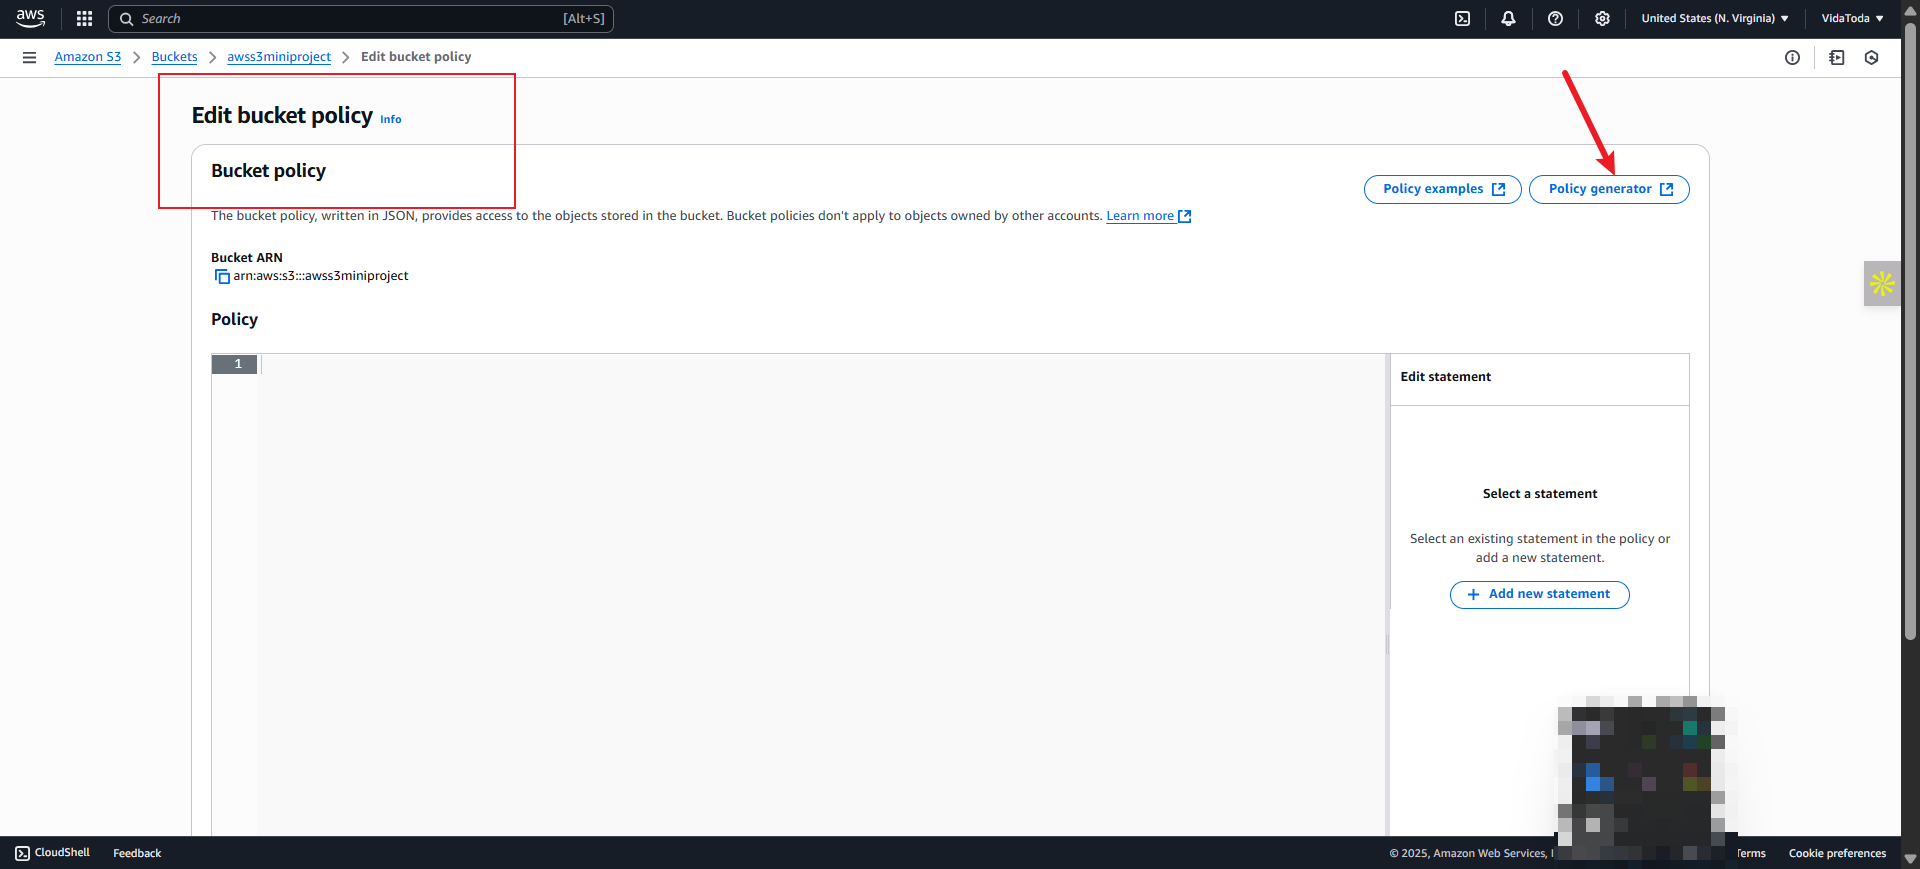 aws
Search [Alt+S]
United States (N. Virginia)
VidaToda
Amazon S3
Buckets
awss3miniproject
Edit bucket policy
Edit bucket policy Info
Bucket policy
Policy examples
Policy generator
The bucket policy, written in JSON, provides access to the objects stored in the bucket. Bucket policies don't apply to objects owned by other accounts. Learn more
Bucket ARN
arn:aws:s3:::awss3miniproject
Policy
1
Edit statement
Select a statement
Select an existing statement in the policy or
add a new statement.
+ Add new statement
CloudShell
Feedback
© 2025, Amazon Web Services,
Terms
Cookie preferences